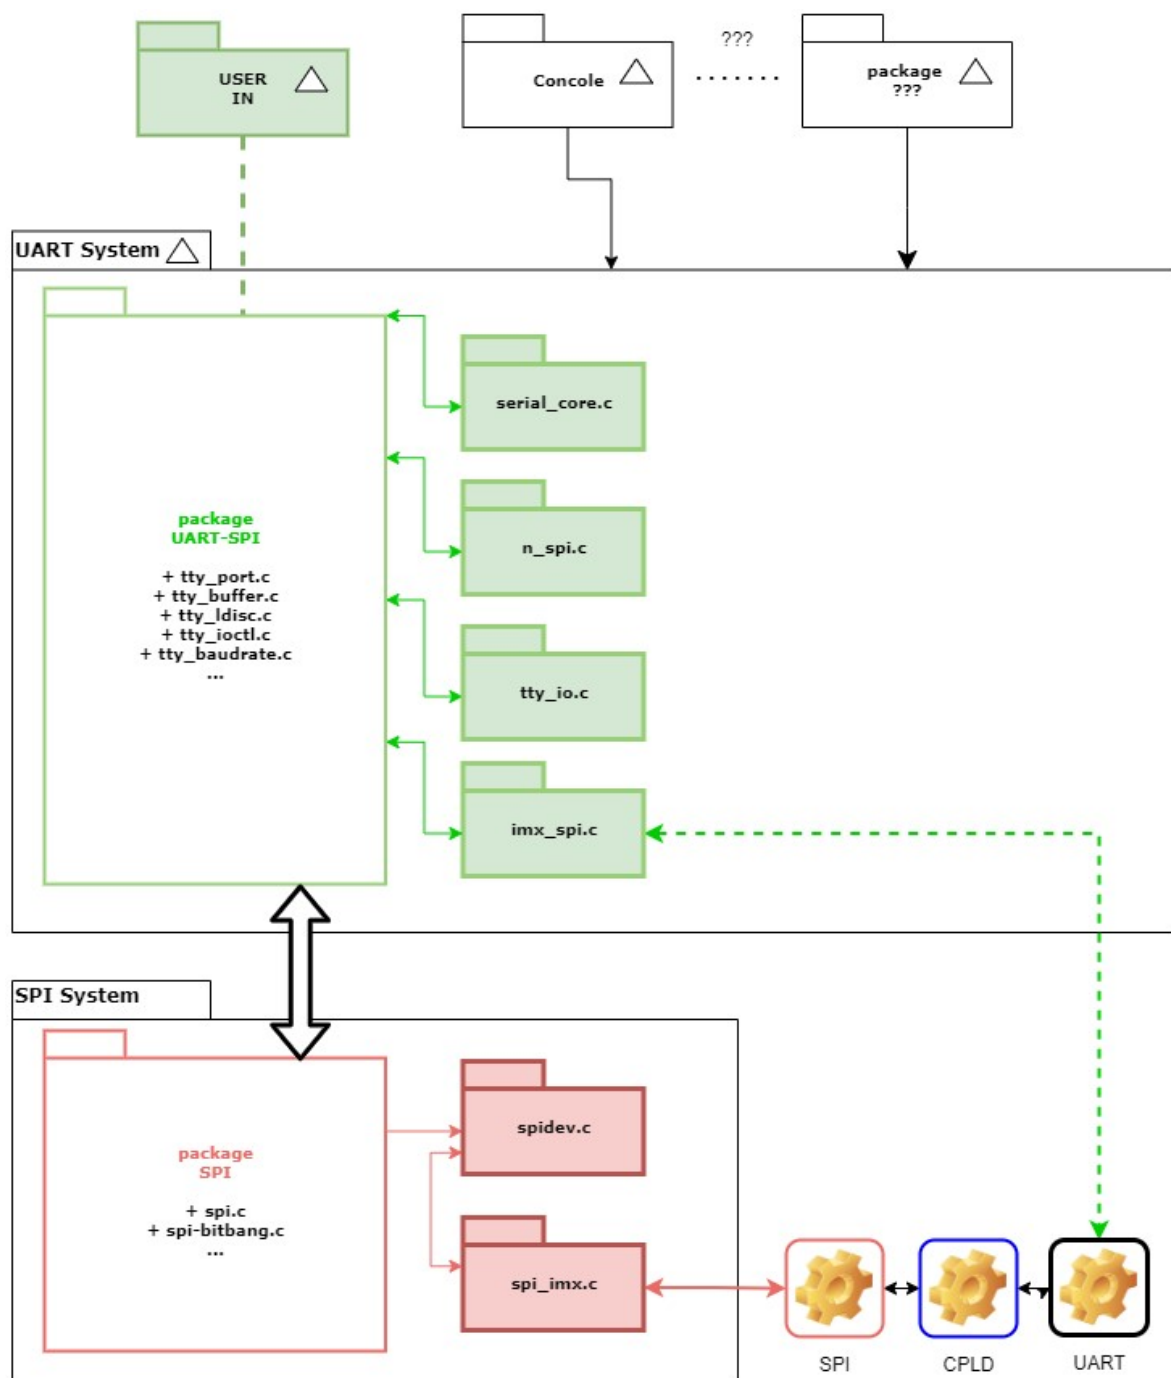 USER
IN
Concole
???
.......
package
???
UART System
serial_core.c
n_spi.c
package
UART-SPI
+ tty_port.c
+ tty_buffer.c
+ tty_ldisc.c
+ tty_ioctl.c
+ tty_baudrate.c
...
tty_io.c
imx_spi.c
SPI System
spidev.c
package
SPI
+ spi.c
+ spi-bitbang.c
...
spi_imx.c
SPI
CPLD
UART